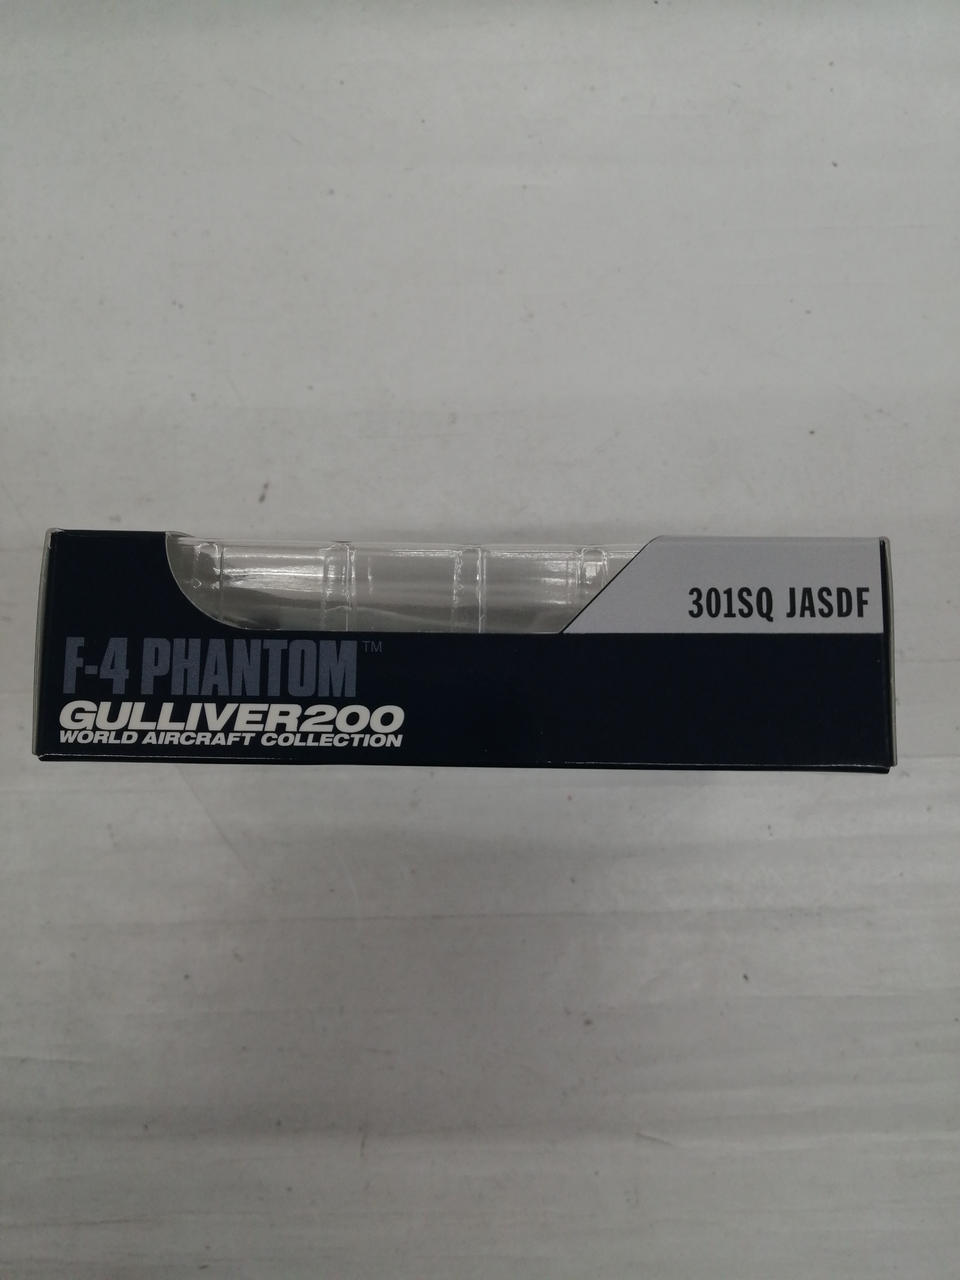 301SQ JASDF
F-4 PHANTOM™
GULLIVER200
WORLD AIRCRAFT COLLECTION